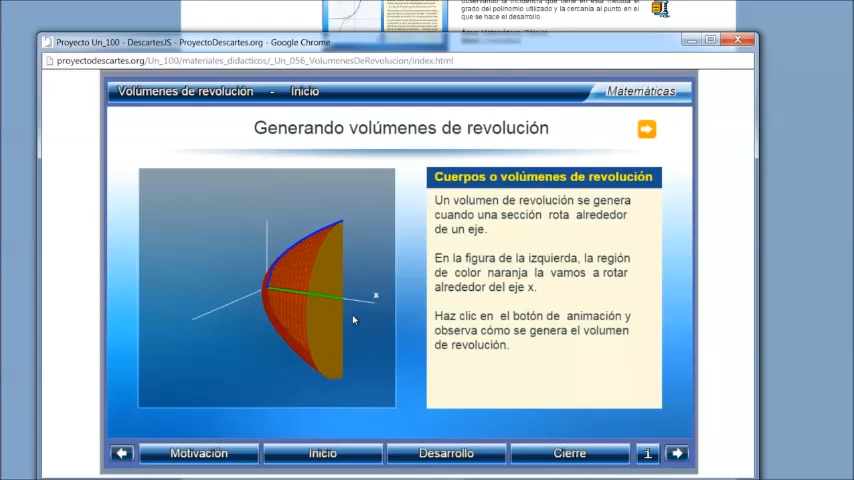 observando la incidencia que tiene en esta medida el
grado del polinomio utilizado y la cercanía al punto en el
que se hace el desarrollo.
Proyecto Un_100 - DescartesJS - ProyectoDescartes.org - Google Chrome
proyectodescartes.org/Un_100/materiales_didacticos/_Un_056_VolumenesDeRevolucion/index.html
Volúmenes de revolución - Inicio
Matemáticas
Generando volúmenes de revolución
Cuerpos o volúmenes de revolución
Un volumen de revolución se genera
cuando una sección rota alrededor
de un eje.
En la figura de la izquierda, la región
de color naranja la vamos a rotar
alrededor del eje x.
Haz clic en el botón de animación y
observa cómo se genera el volumen
de revolución.
x
Motivación
Inicio
Desarrollo
Cierre
i